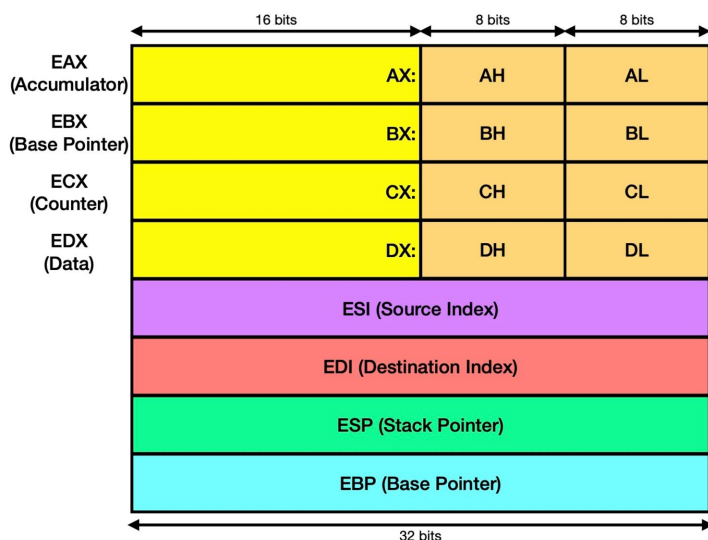 16 bits 8 bits 8 bits
EAX
(Accumulator)
AX: AH AL
EBX
(Base Pointer)
BX: BH BL
ECX
(Counter)
CX: CH CL
EDX
(Data)
DX: DH DL
ESI (Source Index)
EDI (Destination Index)
ESP (Stack Pointer)
EBP (Base Pointer)
32 bits